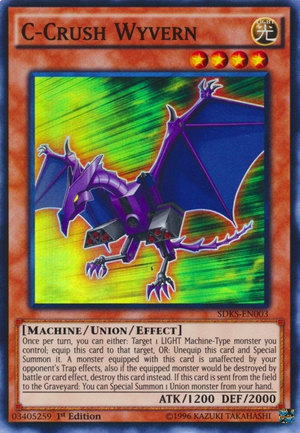 C-Crush Wyvern
LIGHT
光
SDKS-EN003
[Machine/Union/Effect]
Once per turn, you can either: Target 1 LIGHT Machine-Type monster you
control; equip this card to that target, OR: Unequip this card and Special
Summon it. A monster equipped with this card is unaffected by your
opponent's Trap effects, also if the equipped monster would be destroyed by
battle or card effect, destroy this card instead. If this card is sent from the field
to the Graveyard: You can Special Summon 1 Union monster from your hand.
ATK/1200 DEF/2000
03405259 1st Edition ©1996 KAZUKI TAKAHASHI